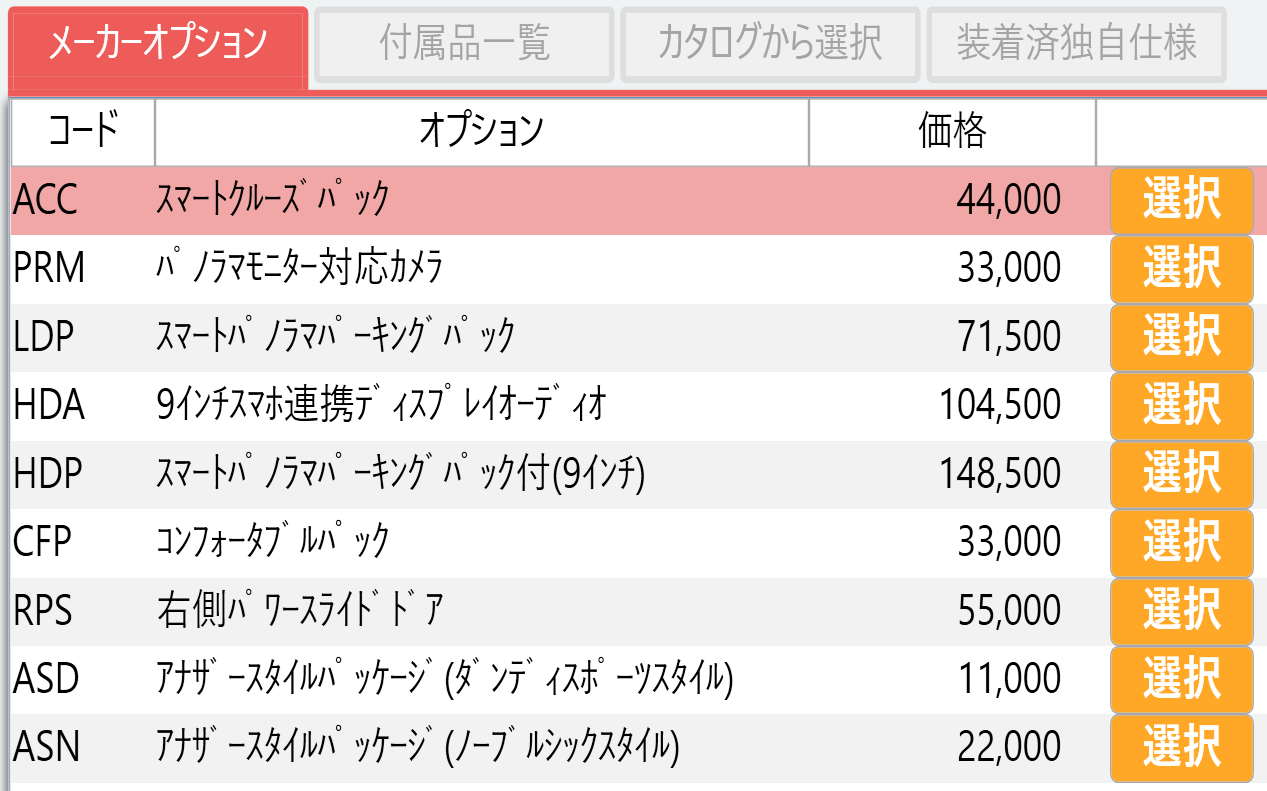 メーカーオプション 付属品一覧 カタログから選択 装着済独自仕様
コード オプション 価格
ACC ｽﾏｰﾄｸﾙｰｽﾞﾊﾟｯｸ 44,000 選択
PRM ﾊﾟﾉﾗﾏﾓﾆﾀｰ対応ｶﾒﾗ 33,000 選択
LDP ｽﾏｰﾄﾊﾟﾉﾗﾏﾊﾟｰｷﾝｸﾞﾊﾟｯｸ 71,500 選択
HDA 9ｲﾝﾁｽﾏﾎ連携ﾃﾞｨｽﾌﾟﾚｲｵｰﾃﾞｨｵ 104,500 選択
HDP ｽﾏｰﾄﾊﾟﾉﾗﾏﾊﾟｰｷﾝｸﾞﾊﾟｯｸ付(9ｲﾝﾁ) 148,500 選択
CFP ｺﾝﾌｫｰﾀﾌﾞﾙﾊﾟｯｸ 33,000 選択
RPS 右側ﾊﾟﾜｰｽﾗｲﾄﾞﾄﾞｱ 55,000 選択
ASD ｱﾅｻﾞｰｽﾀｲﾙﾊﾟｯｹｰｼﾞ(ﾀﾞﾝﾃﾞｨｽﾎﾟｰﾂｽﾀｲﾙ) 11,000 選択
ASN ｱﾅｻﾞｰｽﾀｲﾙﾊﾟｯｹｰｼﾞ(ﾉｰﾌﾞﾙｼｯｸｽﾀｲﾙ) 22,000 選択